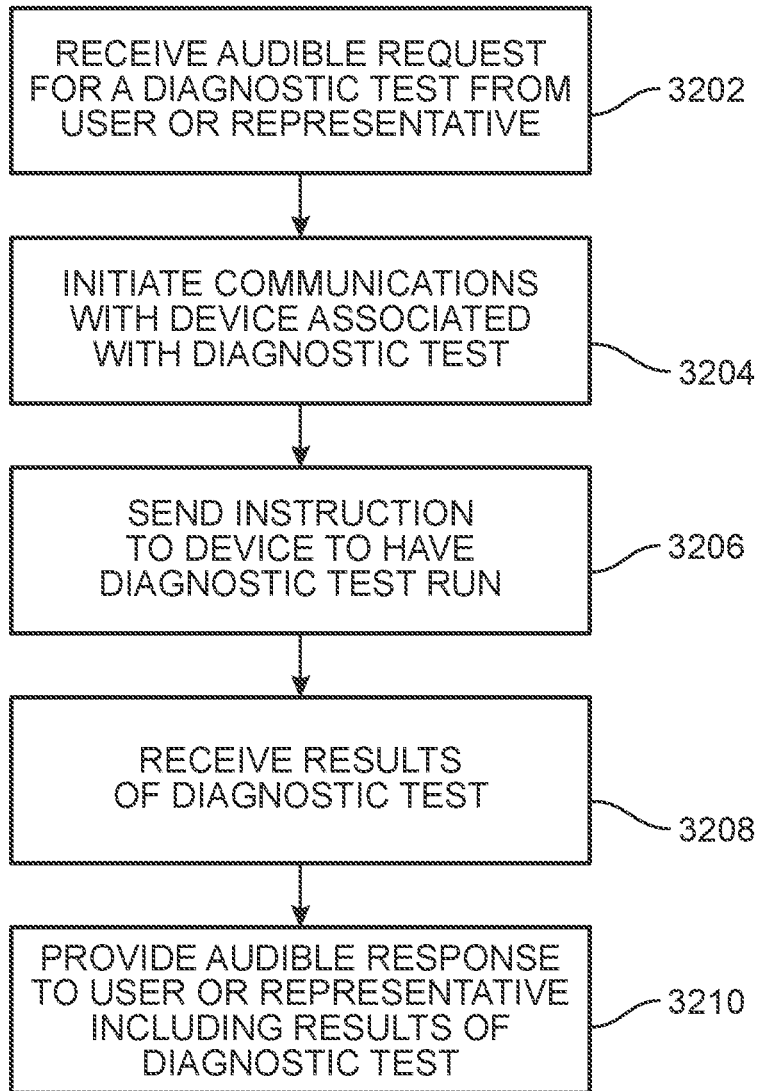 RECEIVE AUDIBLE REQUEST
FOR A DIAGNOSTIC TEST FROM
USER OR REPRESENTATIVE
3202
INITIATE COMMUNICATIONS
WITH DEVICE ASSOCIATED
WITH DIAGNOSTIC TEST
3204
SEND INSTRUCTION
TO DEVICE TO HAVE
DIAGNOSTIC TEST RUN
3206
RECEIVE RESULTS
OF DIAGNOSTIC TEST
3208
PROVIDE AUDIBLE RESPONSE
TO USER OR REPRESENTATIVE
INCLUDING RESULTS OF
DIAGNOSTIC TEST
3210